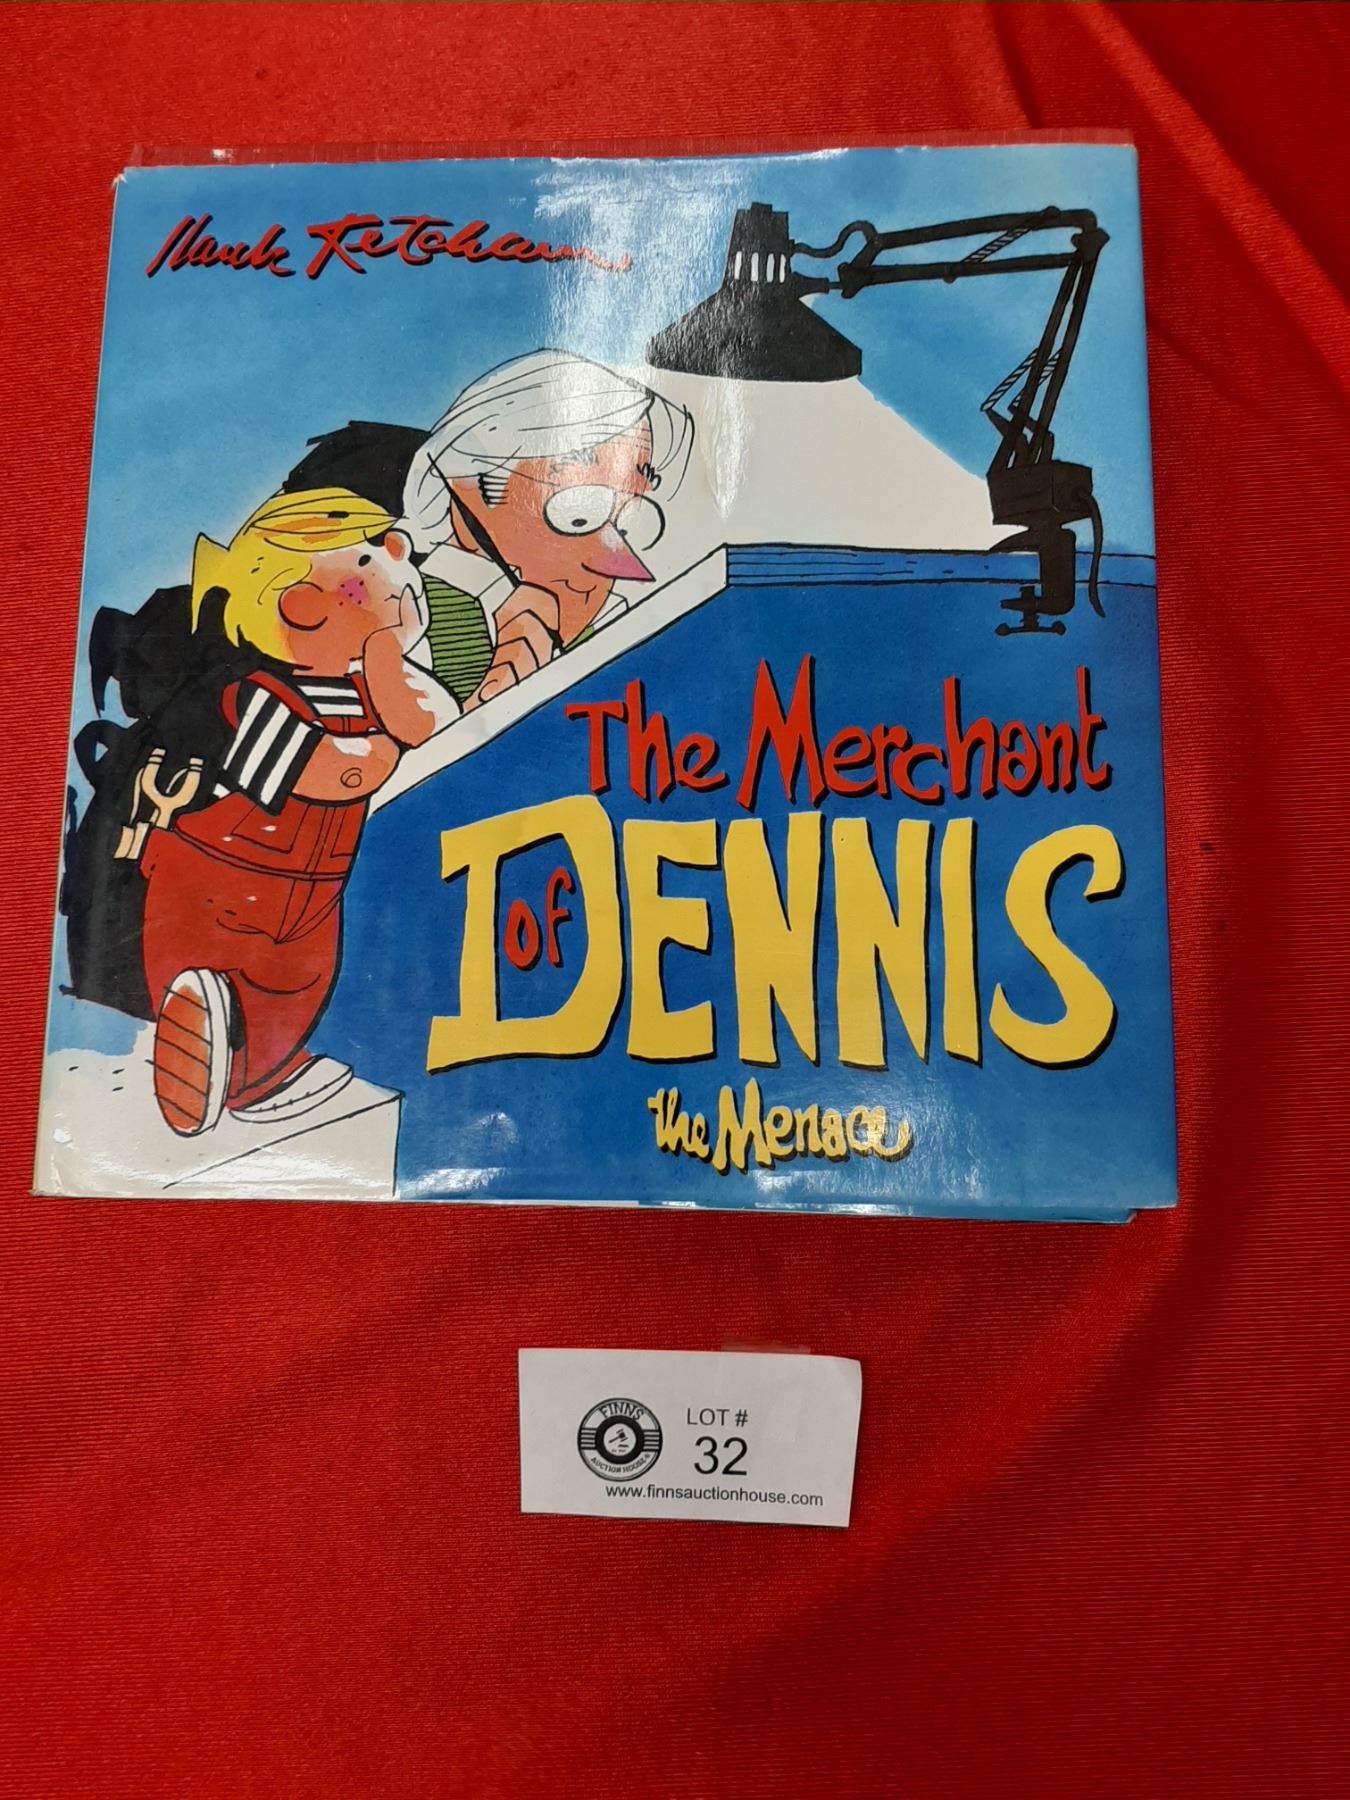 Hank Ketcham
The Merchant
of DENNIS
the Menace
FINNS
AUCTION HOUSE
LOT #
32
www.finnsauctionhouse.com